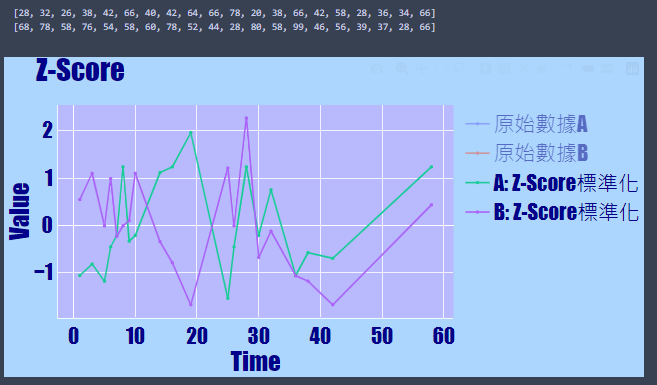 [28, 32, 26, 38, 42, 66, 40, 42, 64, 66, 78, 20, 38, 66, 42, 58, 28, 36, 34, 66]
[68, 78, 58, 76, 54, 58, 60, 78, 52, 44, 28, 80, 58, 99, 46, 56, 39, 37, 28, 66]
Z-Score
原始數據A
原始數據B
A: Z-Score標準化
B: Z-Score標準化
2
1
0
−1
Value
0 10 20 30 40 50 60
Time